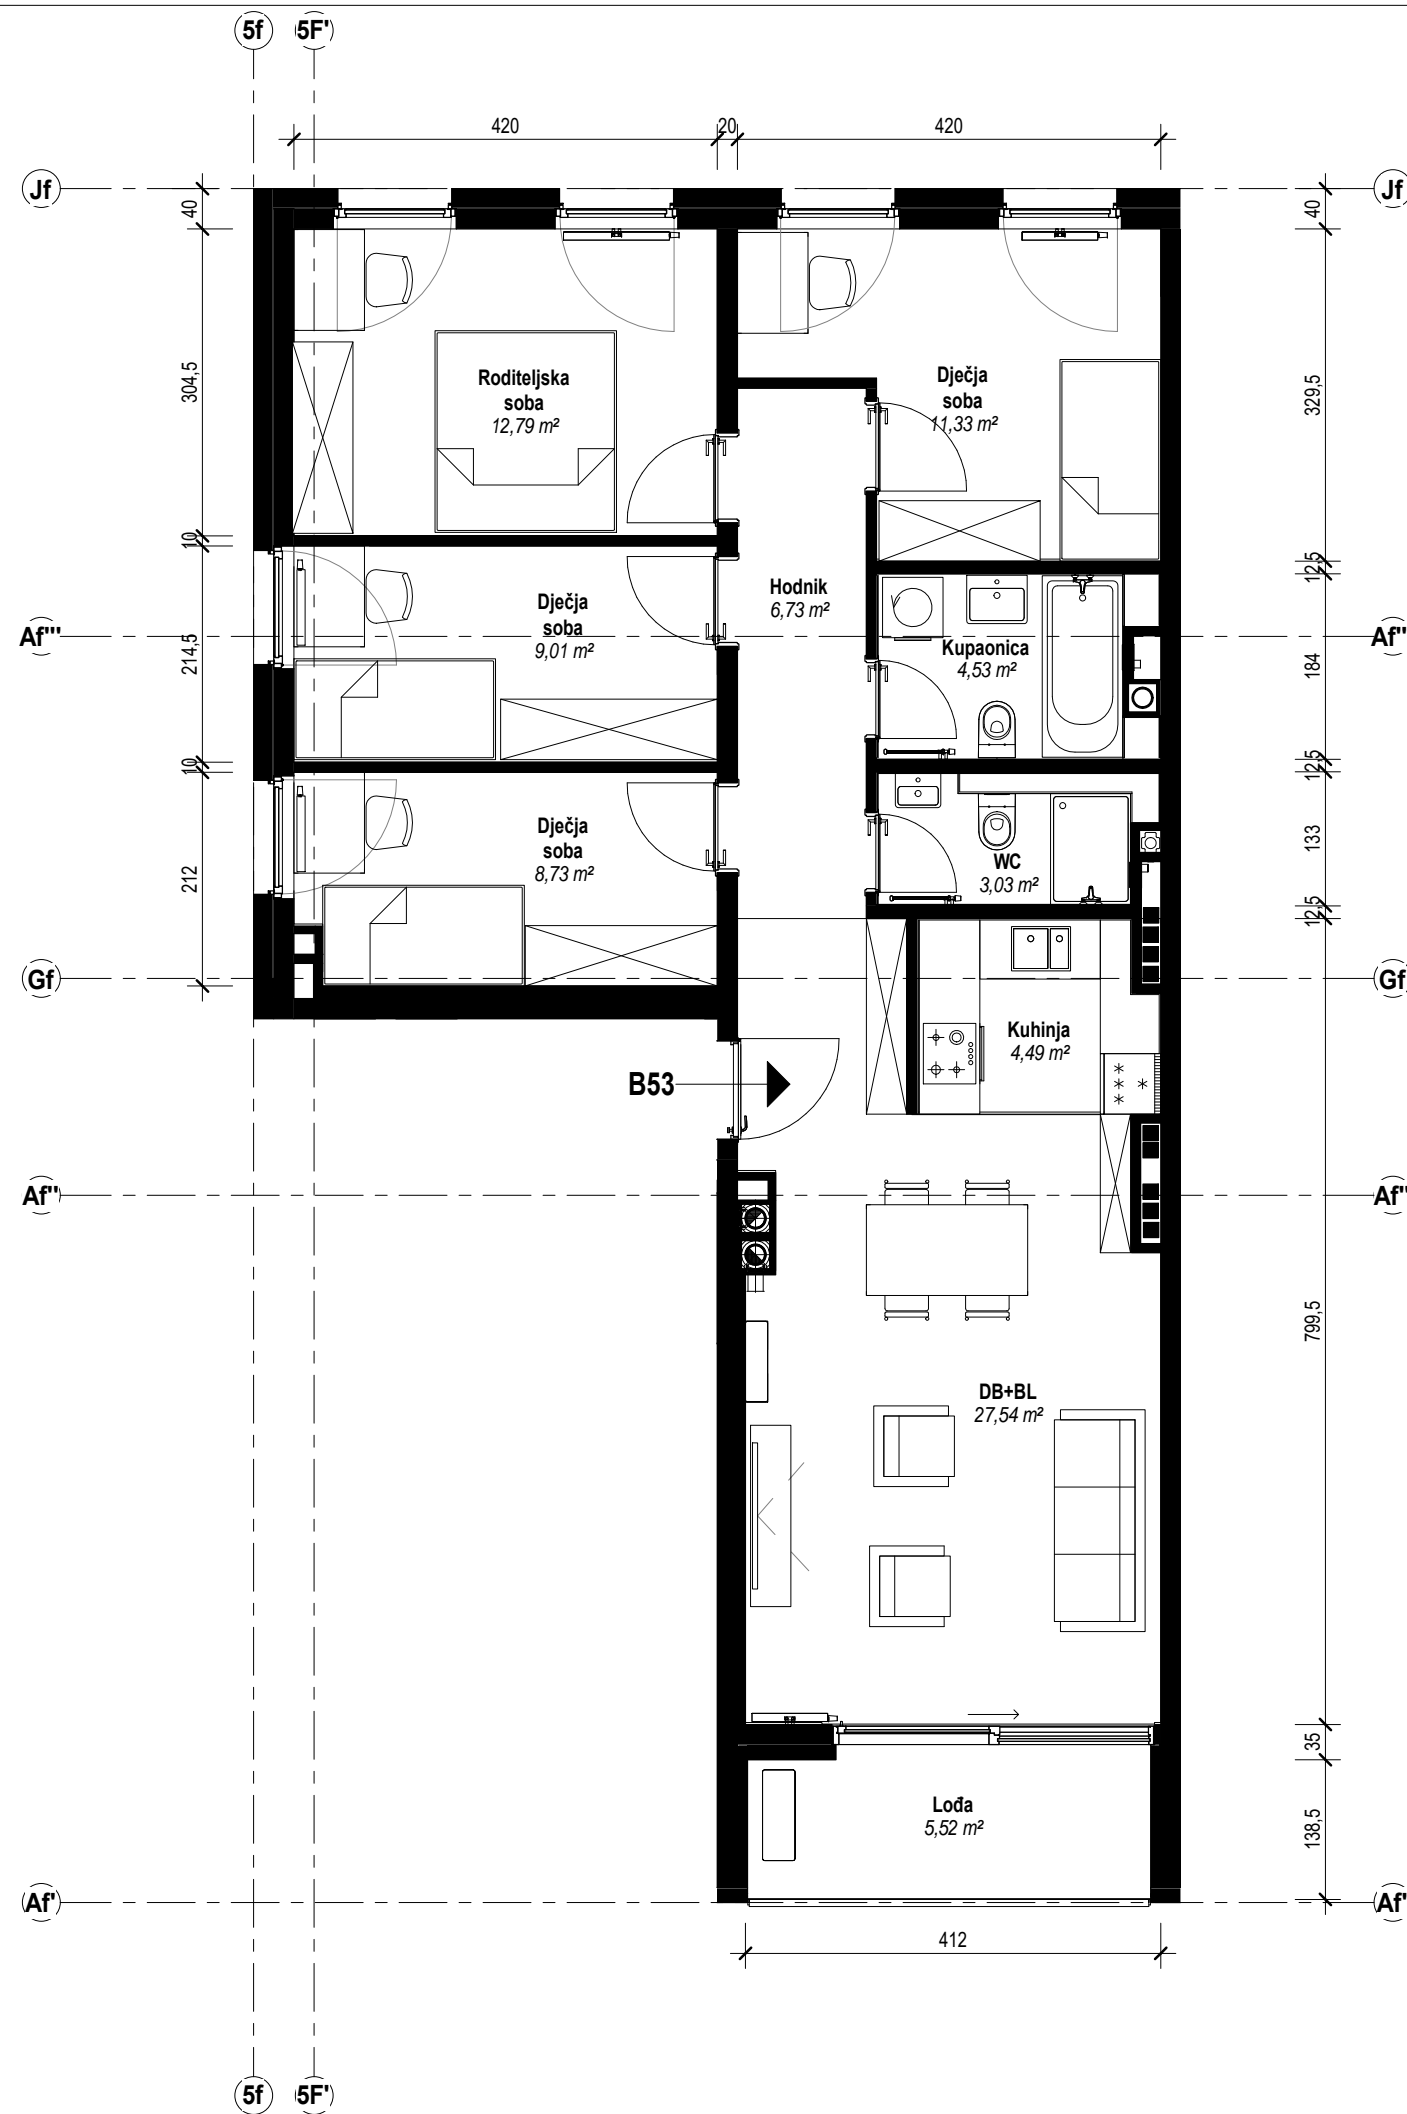 5f 5F'
420 20 420
Jf Jf
40 40
304,5 329,5
Roditeljska
soba
12,79 m²
Dječja
soba
11,33 m²
10 12,5
Hodnik
6,73 m²
Dječja
soba
9,01 m²
Af''' Af''
214,5 184
Kupaonica
4,53 m²
10 12,5
Dječja
soba
8,73 m²
212 133
WC
3,03 m²
12,5
Gf Gf
Kuhinja
4,49 m²
B53
Af'' Af''
799,5
DB+BL
27,54 m²
35
Lođa
5,52 m²
138,5
Af' Af'
412
5f 5F'